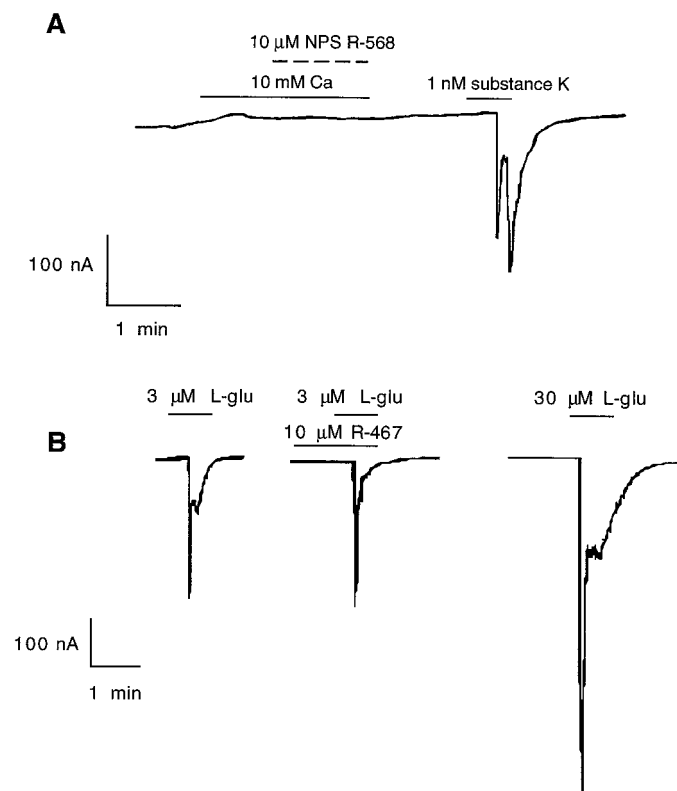 A
10 μM NPS R-568
10 mM Ca
1 nM substance K
100 nA
1 min
B
3 μM L-glu
3 μM L-glu
30 μM L-glu
10 μM R-467
100 nA
1 min